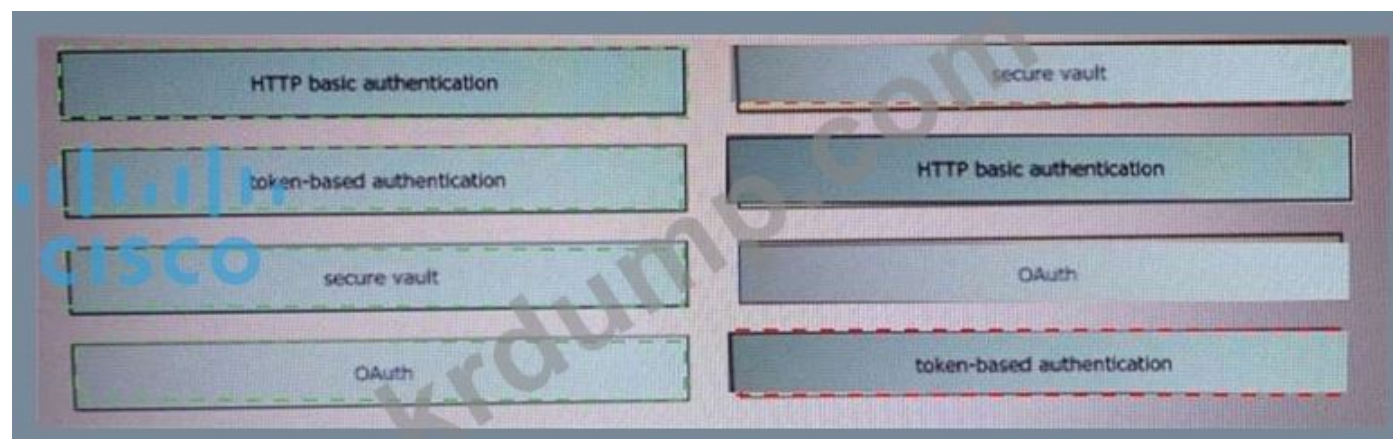 HTTP basic authentication
token-based authentication
secure vault
OAuth
secure vault
HTTP basic authentication
OAuth
token-based authentication
CISCO
krdump.com